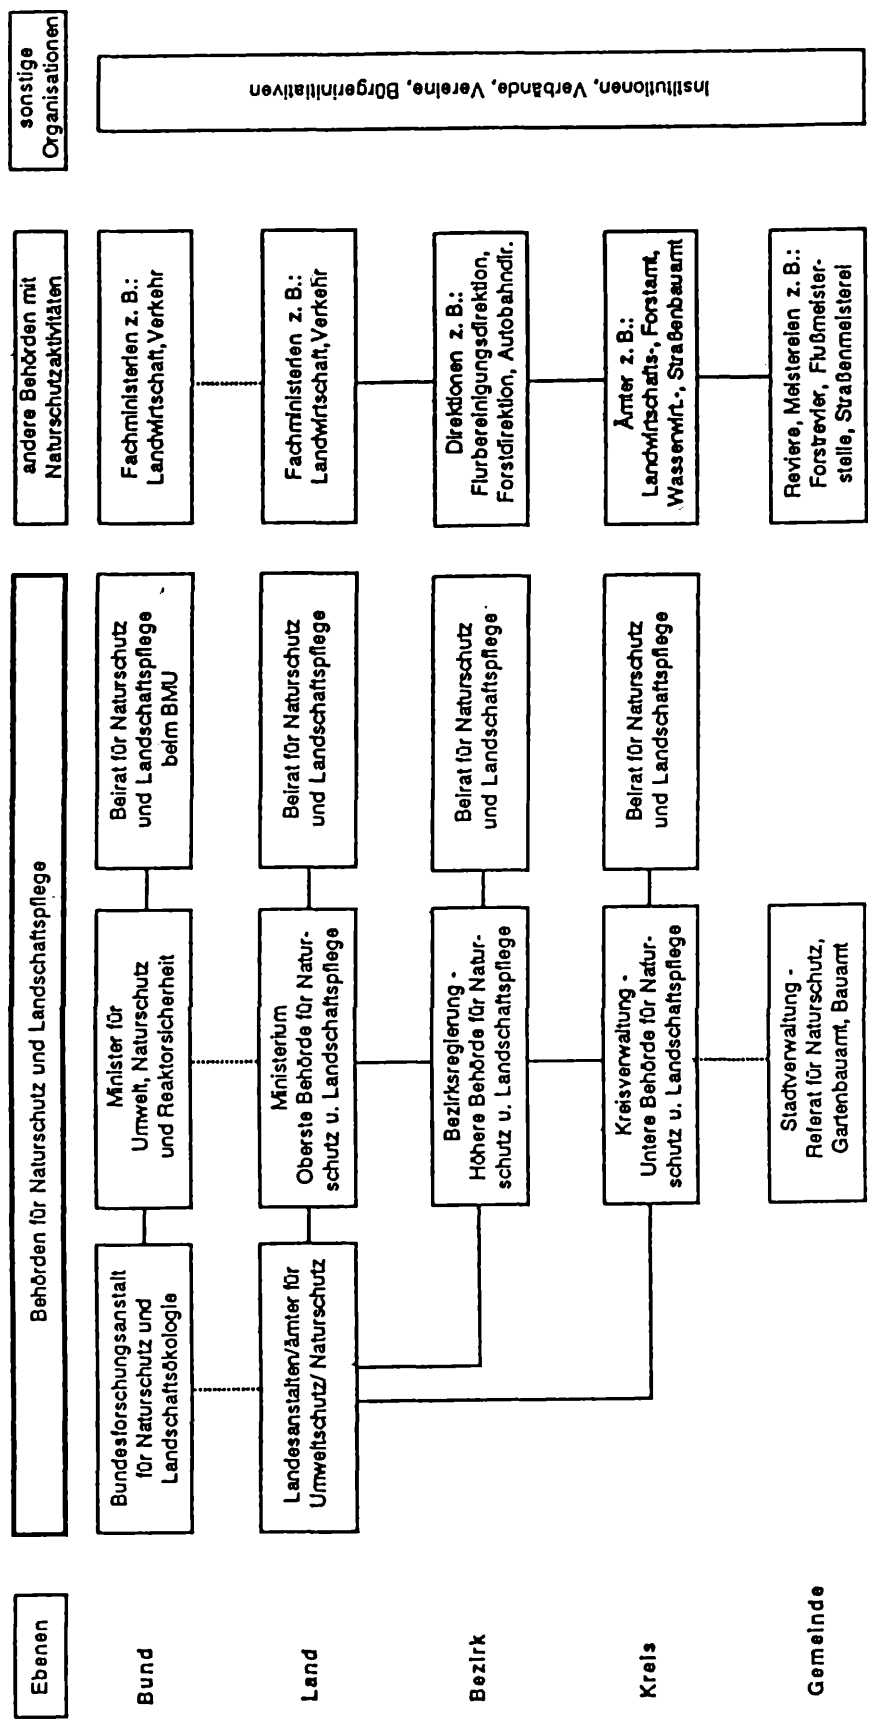 Ebenen
Behörden für Naturschutz und Landschaftspflege
andere Behörden mit
Naturschutzaktivitäten
sonstige
Organisationen
Bund
Bundesforschungsanstalt
für Naturschutz und
Landschaftsökologie
Minister für
Umwelt, Naturschutz
und Reaktorsicherheit
Beirat für Naturschutz
und Landschaftspflege
beim BMU
Fachministerien z. B.:
Landwirtschaft,Verkehr
Land
Landesanstalten/ämter für
Umweltschutz/ Naturschutz
Ministerium
Oberste Behörde für Natur-
schutz u. Landschaftspflege
Beirat für Naturschutz
und Landschaftspflege
Fachministerien z. B.:
Landwirtschaft,Verkehr
Bezirk
Bezirksregierung -
Höhere Behörde für Natur-
schutz u. Landschaftspflege
Beirat für Naturschutz
und Landschaftspflege
Direktionen z. B.:
Flurbereinigungsdirektion,
Forstdirektion, Autobahndir.
Kreis
Kreisverwaltung -
Untere Behörde für Natur-
schutz u. Landschaftspflege
Beirat für Naturschutz
und Landschaftspflege
Ämter z. B.:
Landwirtschafts-, Forstamt,
Wasserwirt.-, Straßenbauamt
Gemeinde
Stadtverwaltung -
Referat für Naturschutz,
Gartenbauamt, Bauamt
Reviere, Meistereien z. B.:
Forstrevier, Flußmeister-
stelle, Straßenmeisterei
Institutionen, Verbände, Vereine, Bürgerinitiativen